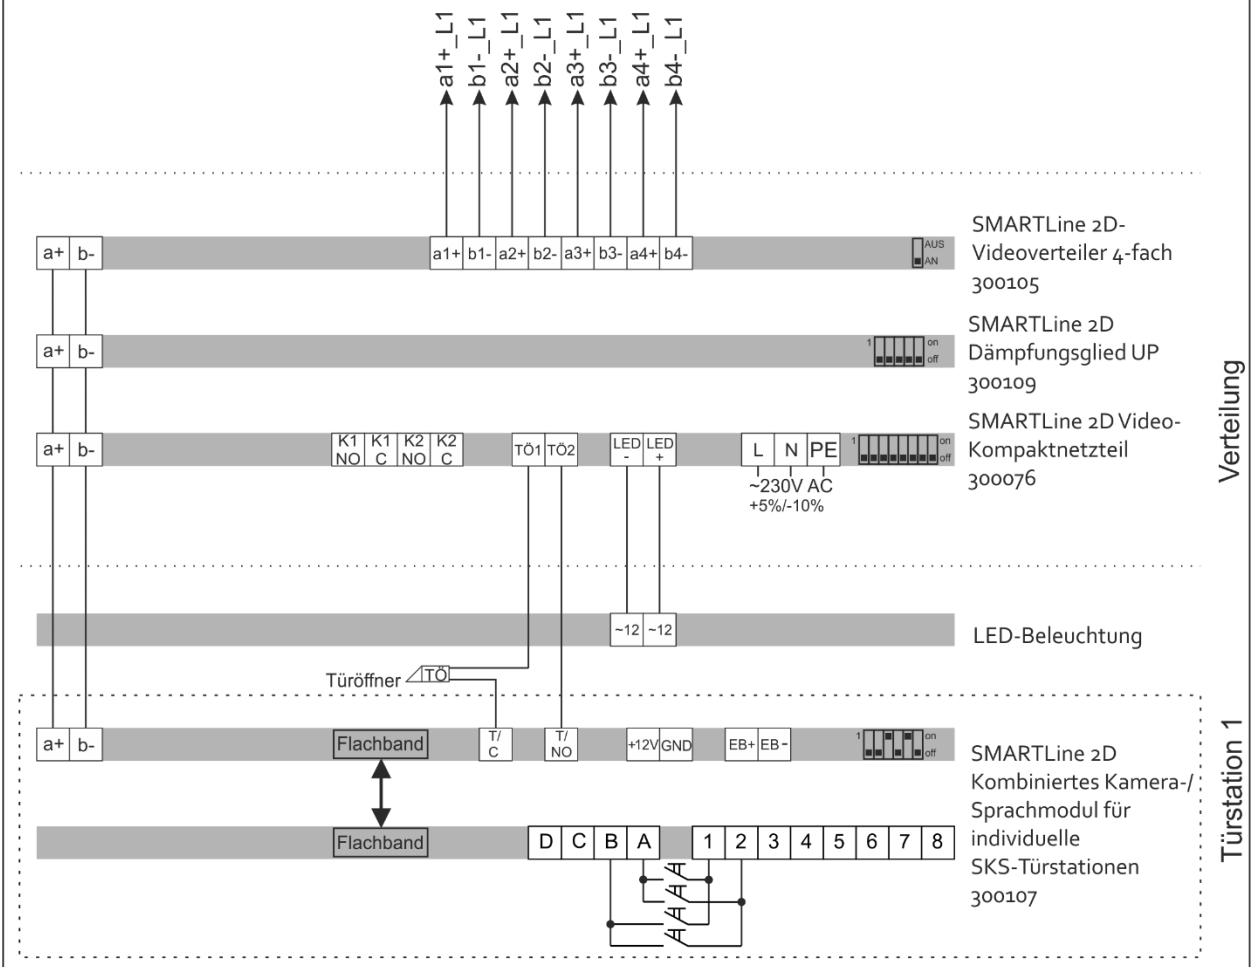 a1+_L1
b1-_L1
a2+_L1
b2-_L1
a3+_L1
b3-_L1
a4+_L1
b4-_L1
a+ b-
a1+ b1- a2+ b2- a3+ b3- a4+ b4-
AUS
AN
SMARTLine 2D-
Videoverteiler 4-fach
300105
a+ b-
1 on
off
SMARTLine 2D
Dämpfungsglied UP
300109
a+ b-
K1 K1 K2 K2
NO C NO C
TÖ1 TÖ2
LED LED
- +
L N PE
~230V AC
+5%/-10%
1 on
off
SMARTLine 2D Video-
Kompaktnetzteil
300076
Verteilung
~12 ~12
LED-Beleuchtung
Türöffner TÖ
a+ b-
Flachband
T/
C
T/
NO
+12V GND
EB+ EB-
1 on
off
SMARTLine 2D
Kombiniertes Kamera-/
Sprachmodul für
individuelle
SKS-Türstationen
300107
Flachband
D C B A
1 2 3 4 5 6 7 8
Türstation 1